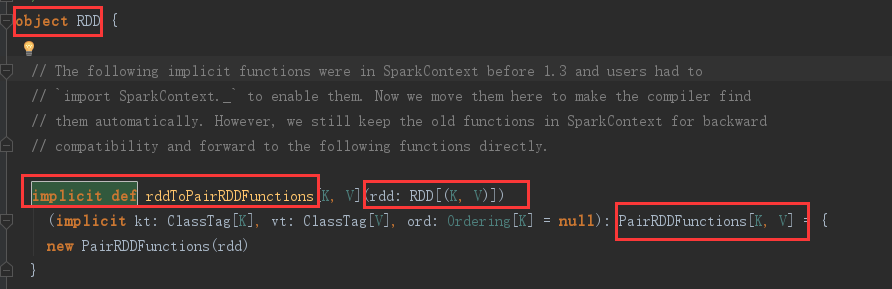 object RDD {
// The following implicit functions were in SparkContext before 1.3 and users had to
// `import SparkContext._` to enable them. Now we move them here to make the compiler find
// them automatically. However, we still keep the old functions in SparkContext for backward
// compatibility and forward to the following functions directly.
implicit def rddToPairRDDFunctions[K, V](rdd: RDD[(K, V)])
(implicit kt: ClassTag[K], vt: ClassTag[V], ord: Ordering[K] = null): PairRDDFunctions[K, V] = {
new PairRDDFunctions(rdd)
}